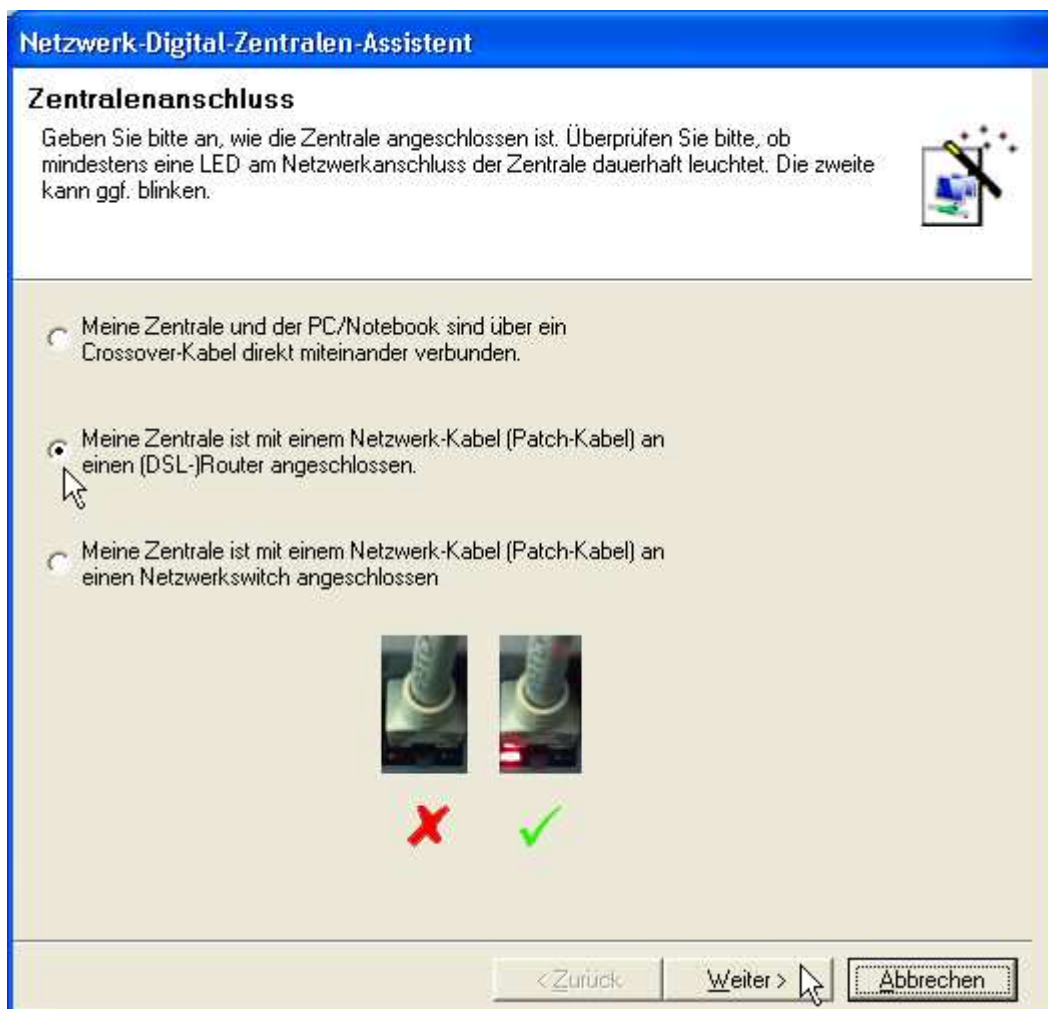 Netzwerk-Digital-Zentralen-Assistent
Zentralenanschluss
Geben Sie bitte an, wie die Zentrale angeschlossen ist. Überprüfen Sie bitte, ob
mindestens eine LED am Netzwerkanschluss der Zentrale dauerhaft leuchtet. Die zweite
kann ggf. blinken.
Meine Zentrale und der PC/Notebook sind über ein
Crossover-Kabel direkt miteinander verbunden.
Meine Zentrale ist mit einem Netzwerk-Kabel (Patch-Kabel) an
einen (DSL-)Router angeschlossen.
Meine Zentrale ist mit einem Netzwerk-Kabel (Patch-Kabel) an
einen Netzwerkswitch angeschlossen
< Zurück Weiter > Abbrechen